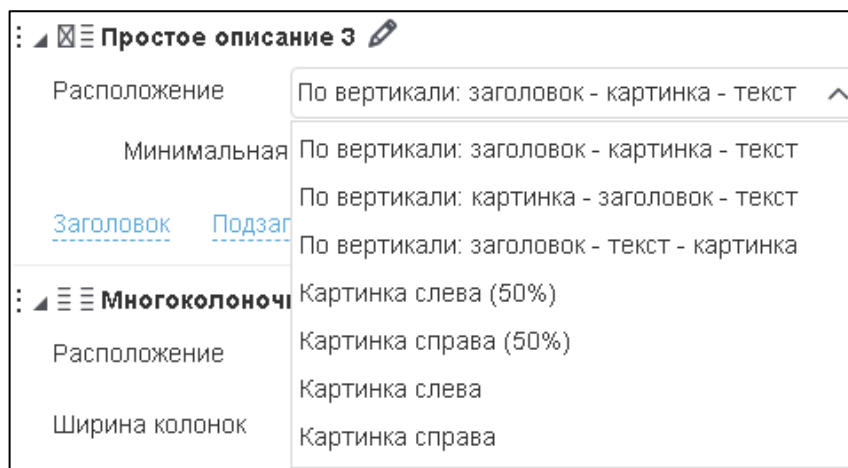 Простое описание 3
Расположение По вертикали: заголовок - картинка - текст
Минимальная По вертикали: заголовок - картинка - текст
По вертикали: картинка - заголовок - текст
Заголовок По вертикали: заголовок - текст - картинка
Картинка слева (50%)
Картинка справа (50%)
Расположение
Картинка слева
Ширина колонок Картинка справа